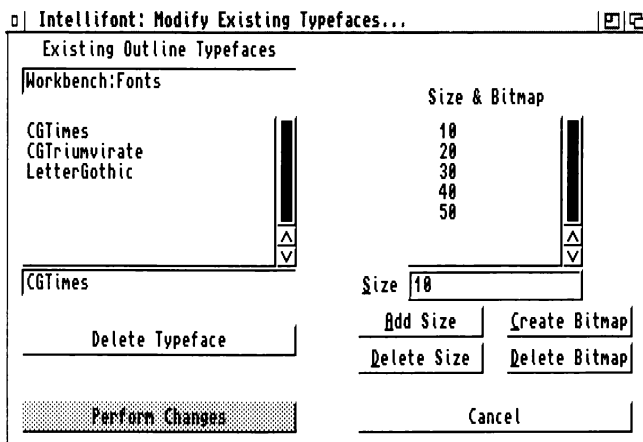 Intellifont: Modify Existing Typefaces...
Existing Outline Typefaces
Workbench:Fonts
CGTimes
CGTriumvirate
LetterGothic
CGTimes
Delete Typeface
Perform Changes
Size & Bitmap
10
20
30
40
50
Size 10
Add Size
Create Bitmap
Delete Size
Delete Bitmap
Cancel